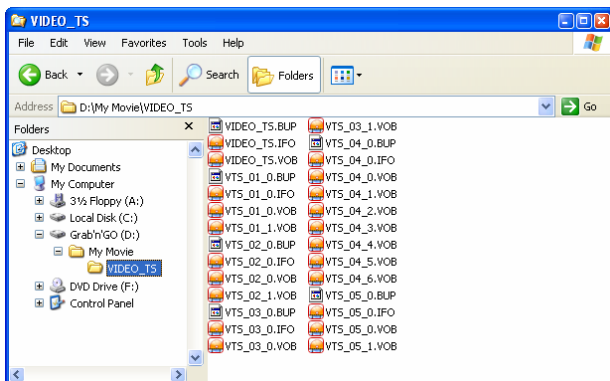 VIDEO_TS
File Edit View Favorites Tools Help
Back Search Folders
Address D:\My Movie\VIDEO_TS Go
Folders
Desktop
My Documents
My Computer
3½ Floppy (A:)
Local Disk (C:)
Grab'n'GO (D:)
My Movie
VIDEO_TS
DVD Drive (F:)
Control Panel
VIDEO_TS.BUP
VIDEO_TS.IFO
VIDEO_TS.VOB
VTS_01_0.BUP
VTS_01_0.IFO
VTS_01_0.VOB
VTS_01_1.VOB
VTS_02_0.BUP
VTS_02_0.IFO
VTS_02_0.VOB
VTS_02_1.VOB
VTS_03_0.BUP
VTS_03_0.IFO
VTS_03_0.VOB
VTS_03_1.VOB
VTS_04_0.BUP
VTS_04_0.IFO
VTS_04_0.VOB
VTS_04_1.VOB
VTS_04_2.VOB
VTS_04_3.VOB
VTS_04_4.VOB
VTS_04_5.VOB
VTS_04_6.VOB
VTS_05_0.BUP
VTS_05_0.IFO
VTS_05_0.VOB
VTS_05_1.VOB